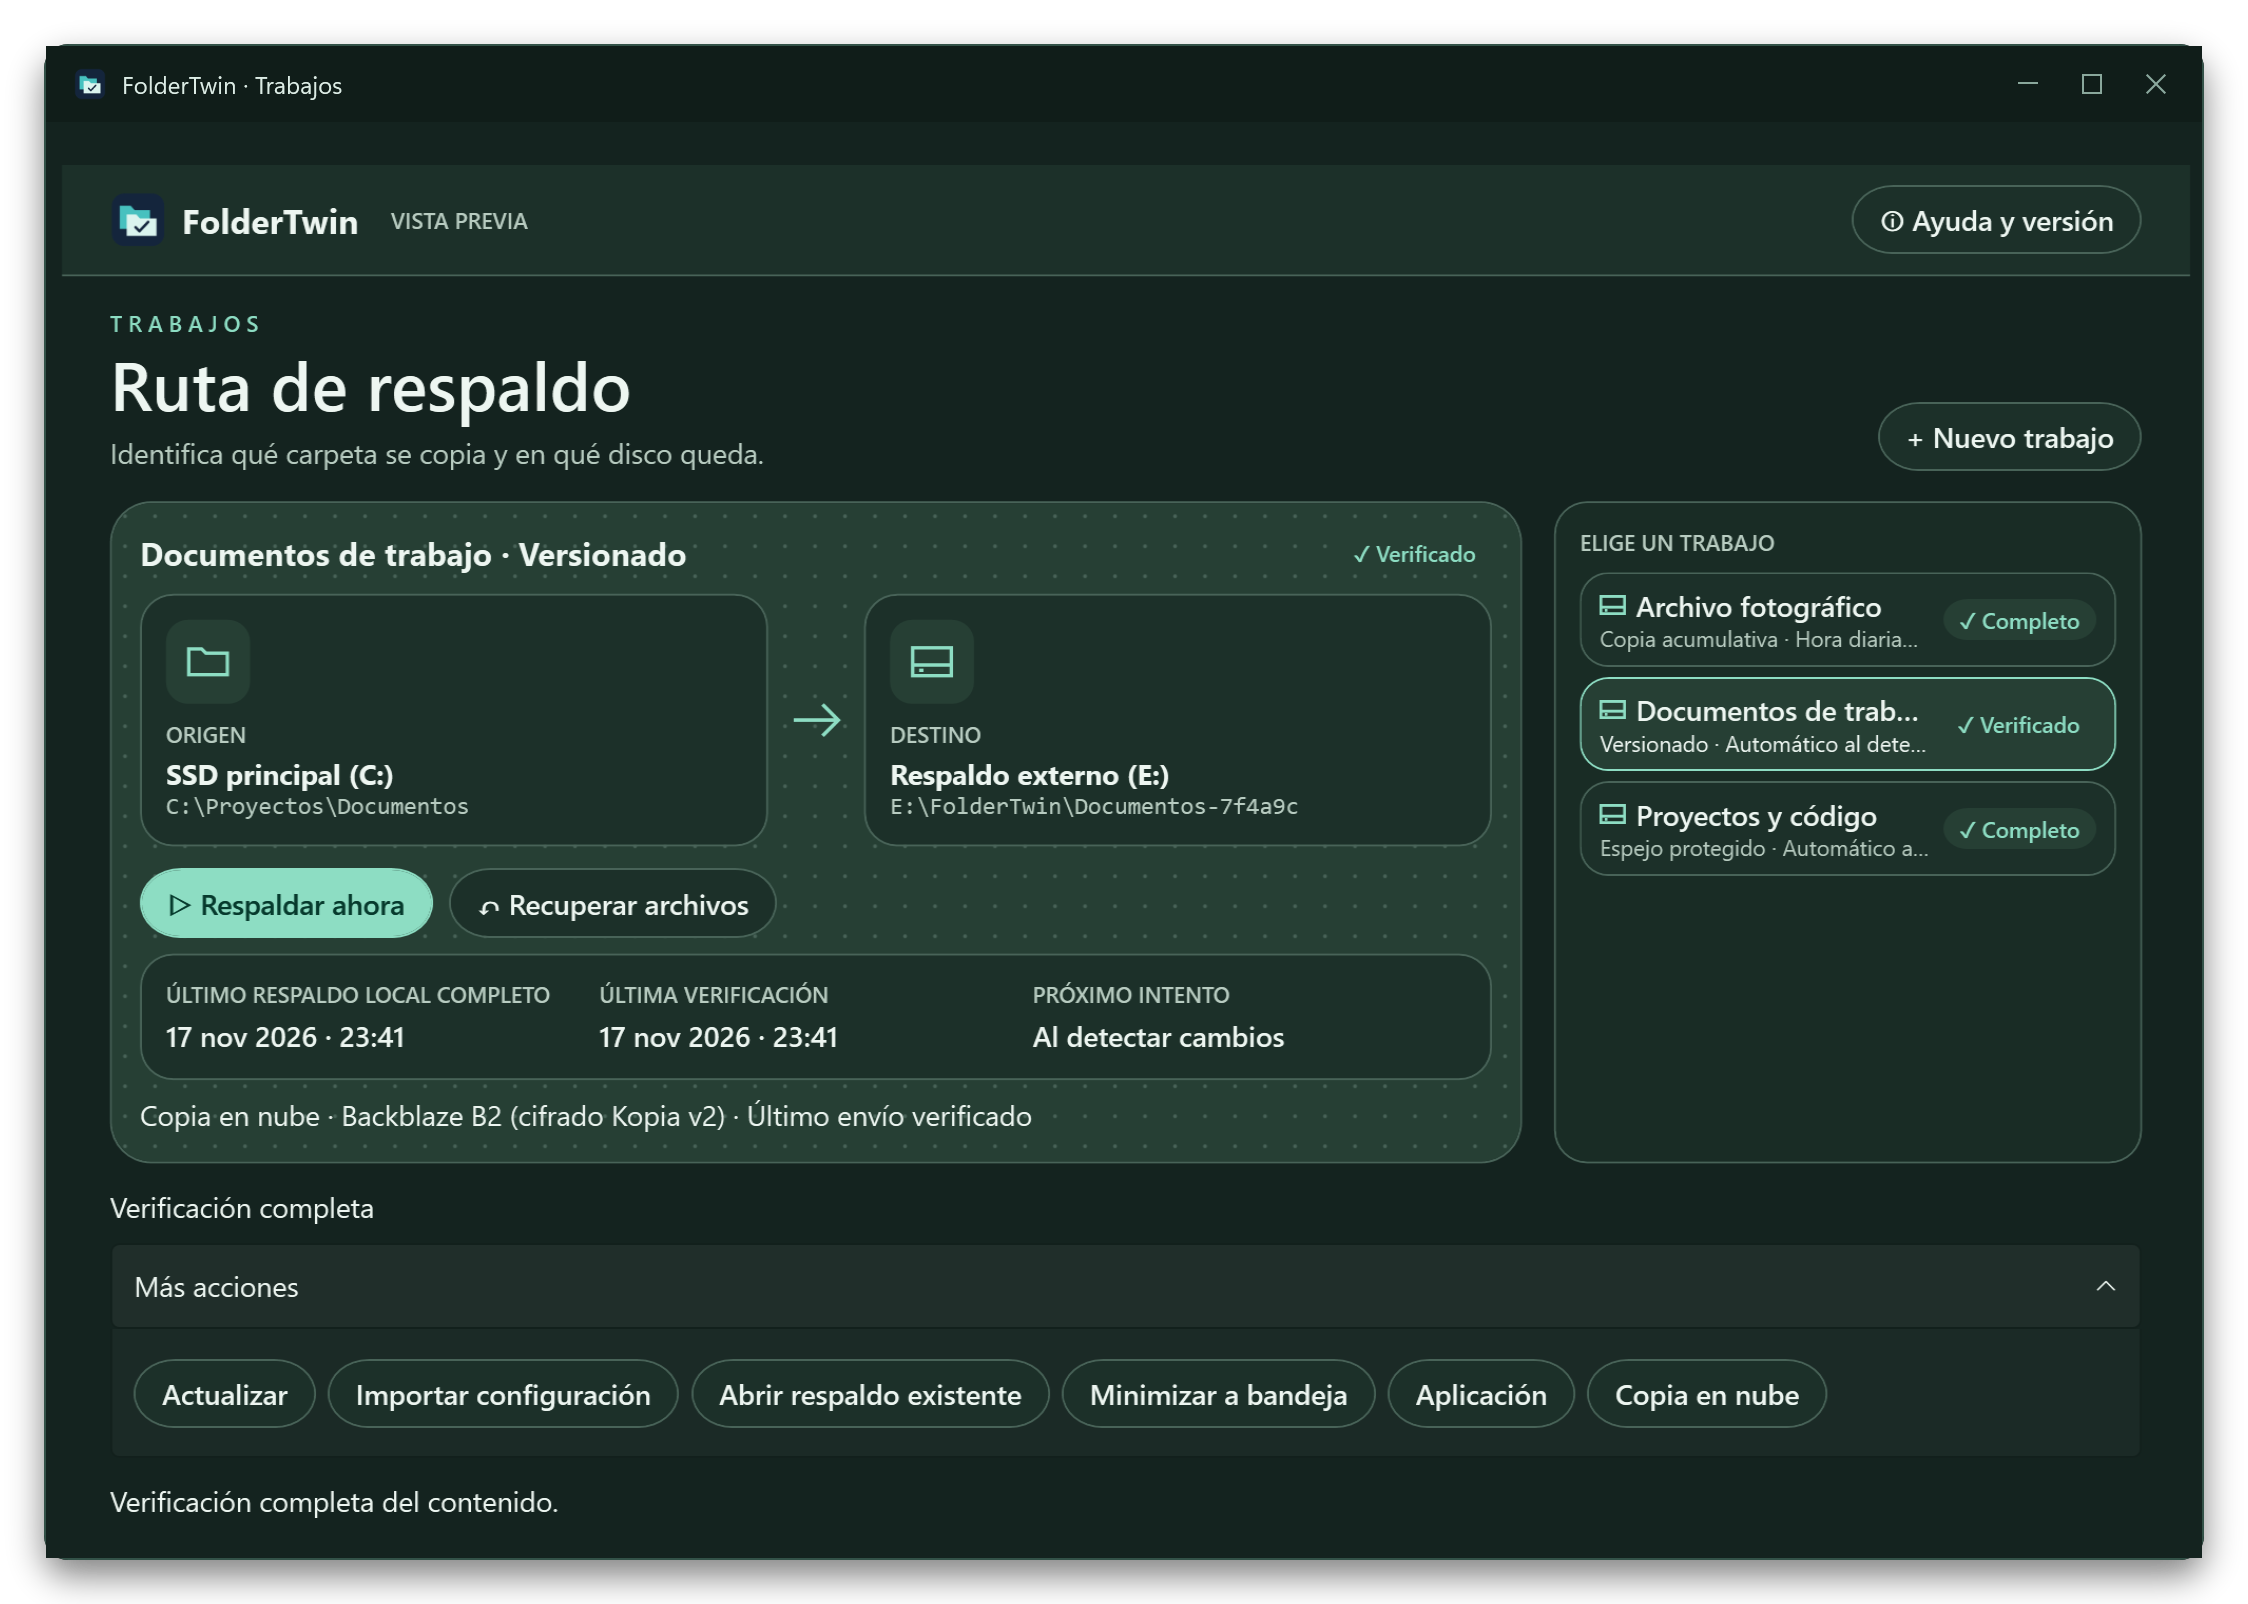 FolderTwin · Trabajos
FolderTwin VISTA PREVIA
Ayuda y versión
TRABAJOS
Ruta de respaldo
Identifica qué carpeta se copia y en qué disco queda.
+ Nuevo trabajo
Documentos de trabajo · Versionado
✓ Verificado
ORIGEN
SSD principal (C:)
C:\Proyectos\Documentos
DESTINO
Respaldo externo (E:)
E:\FolderTwin\Documentos-7f4a9c
Respaldar ahora
Recuperar archivos
ÚLTIMO RESPALDO LOCAL COMPLETO
17 nov 2026 · 23:41
ÚLTIMA VERIFICACIÓN
17 nov 2026 · 23:41
PRÓXIMO INTENTO
Al detectar cambios
Copia en nube · Backblaze B2 (cifrado Kopia v2) · Último envío verificado
ELIGE UN TRABAJO
Archivo fotográfico
Copia acumulativa · Hora diaria...
✓ Completo
Documentos de trab...
Versionado · Automático al dete...
✓ Verificado
Proyectos y código
Espejo protegido · Automático a...
✓ Completo
Verificación completa
Más acciones
Actualizar
Importar configuración
Abrir respaldo existente
Minimizar a bandeja
Aplicación
Copia en nube
Verificación completa del contenido.